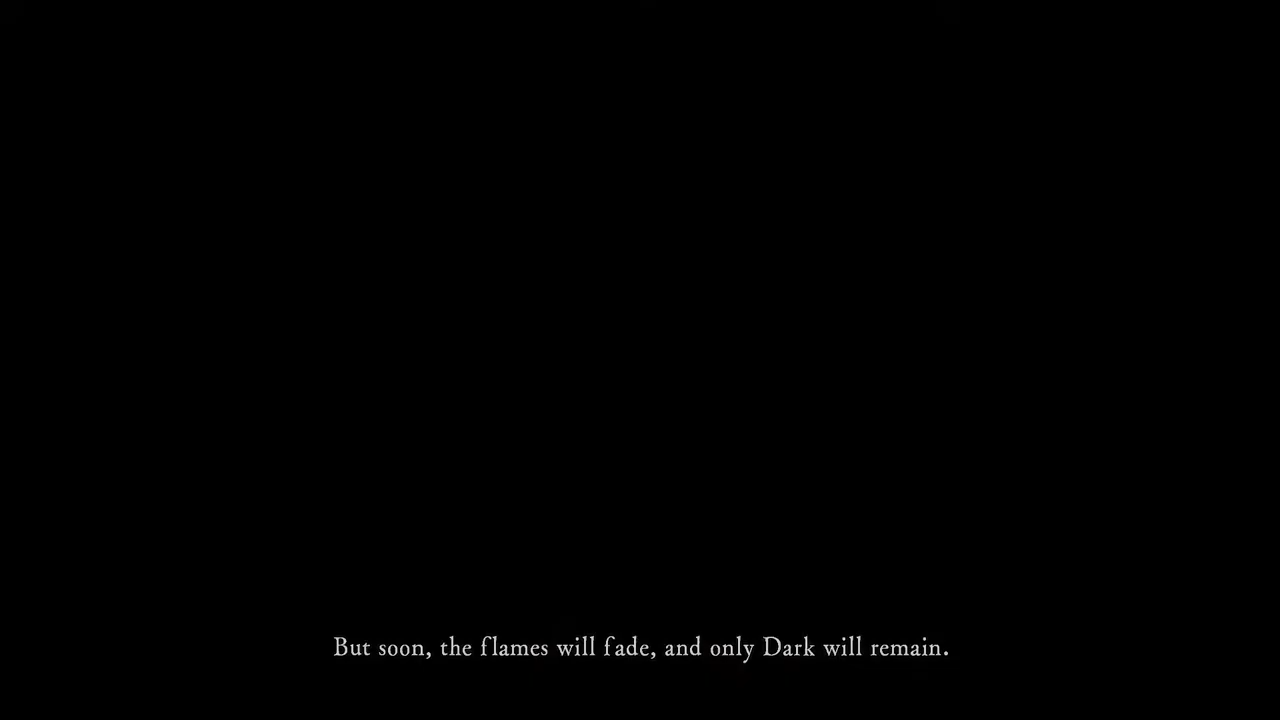 But soon, the flames will fade, and only Dark will remain.